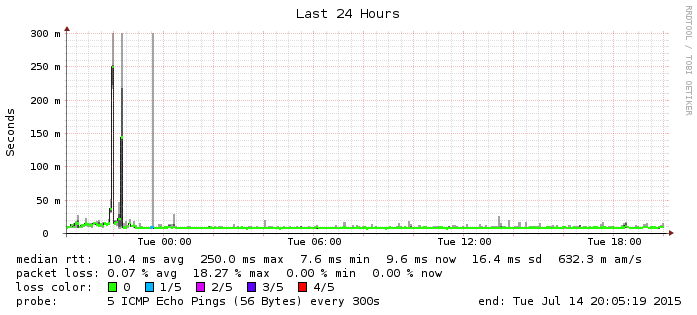 Last 24 Hours
RRDTOOL / TOBI OETIKER
Seconds
300 m
250 m
200 m
150 m
100 m
50 m
0
Tue 00:00 Tue 06:00 Tue 12:00 Tue 18:00
median rtt: 10.4 ms avg 250.0 ms max 7.6 ms min 9.6 ms now 16.4 ms sd 632.3 m am/s
packet loss: 0.07 % avg 18.27 % max 0.00 % min 0.00 % now
loss color: 0 1/5 2/5 3/5 4/5
probe: 5 ICMP Echo Pings (56 Bytes) every 300s end: Tue Jul 14 20:05:19 2015